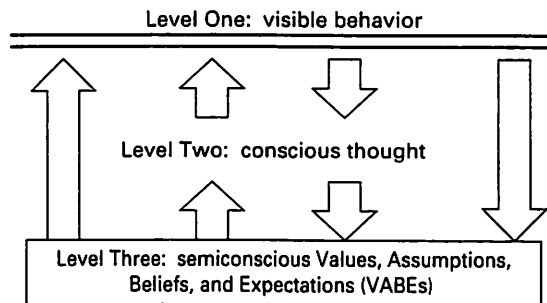 Level One: visible behavior
Level Two: conscious thought
Level Three: semiconscious Values, Assumptions,
Beliefs, and Expectations (VABEs)